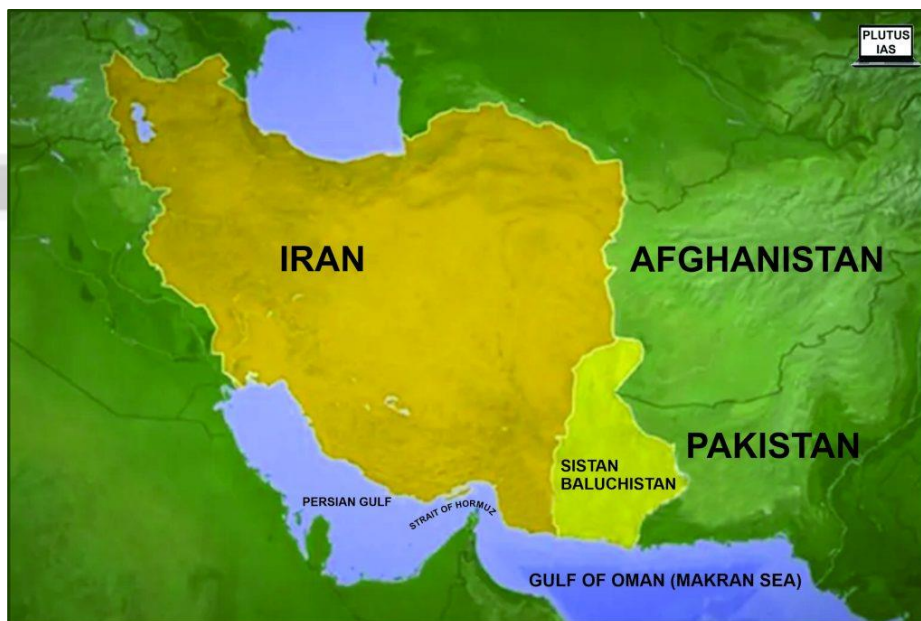 PLUTUS
IAS
IRAN
AFGHANISTAN
PAKISTAN
SISTAN
BALUCHISTAN
PERSIAN GULF
STRAIT OF HORMUZ
GULF OF OMAN (MAKRAN SEA)